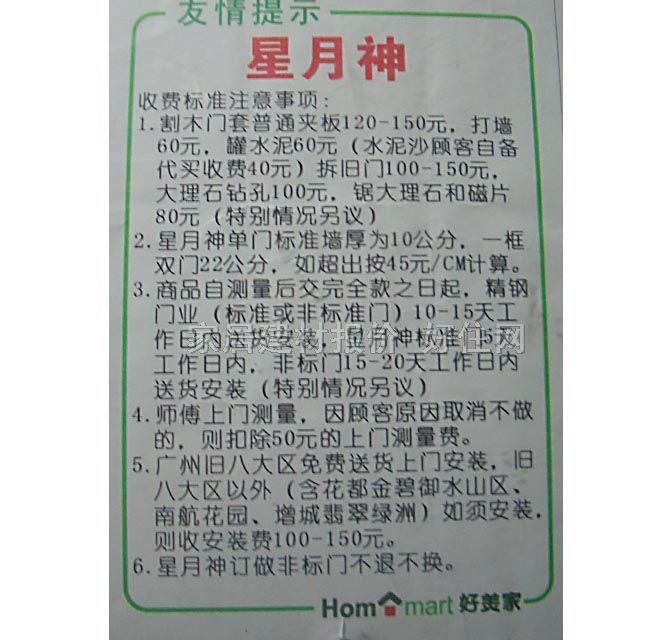 友情提示
星月神
收费标准注意事项:
1.割木门套普通夹板120-150元，打墙
60元，罐水泥60元（水泥沙顾客自备
代买收费40元）拆旧门100-150元，
大理石钻孔100元，锯大理石和磁片
80元（特别情况另议）
2.星月神单门标准墙厚为10公分，一框
双门22公分，如超出按45元/CM计算。
3.商品自测量后交完全款之日起，精钢
门业（标准或非标准门）10-15天工
作日内送货安装，星月神标准门5天
工作日内，非标门15-20天工作日内
送货安装（特别情况另议）
4.师傅上门测量，因顾客原因取消不做
的，则扣除50元的上门测量费。
5.广州旧八大区免费送货上门安装，旧
八大区以外（含花都金碧御水山区、
南航花园、增城翡翠绿洲）如须安装，
则收安装费100-150元。
6.星月神订做非标门不退不换。
Hom mart 好美家
家居建材报价 好住网